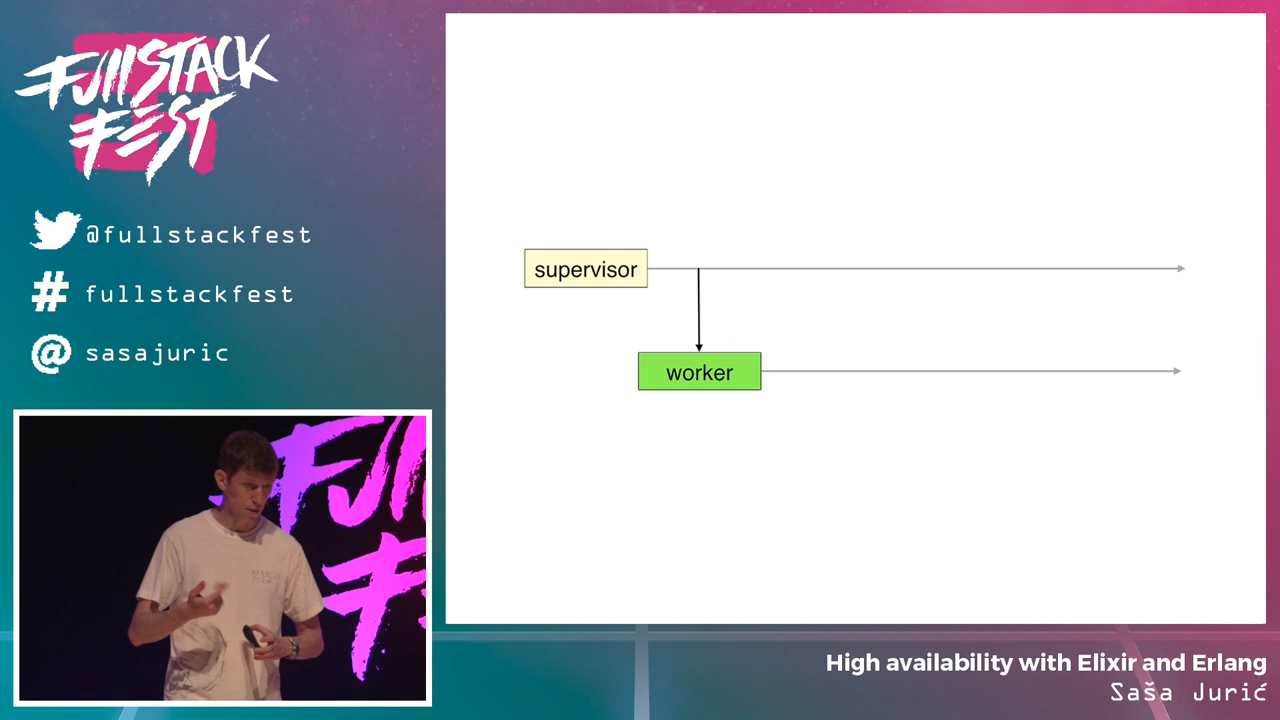 FullSTACK
FEST
@fullstackfest
# fullstackfest
@ sasajuric
supervisor
worker
High availability with Elixir and Erlang
Saša Jurić